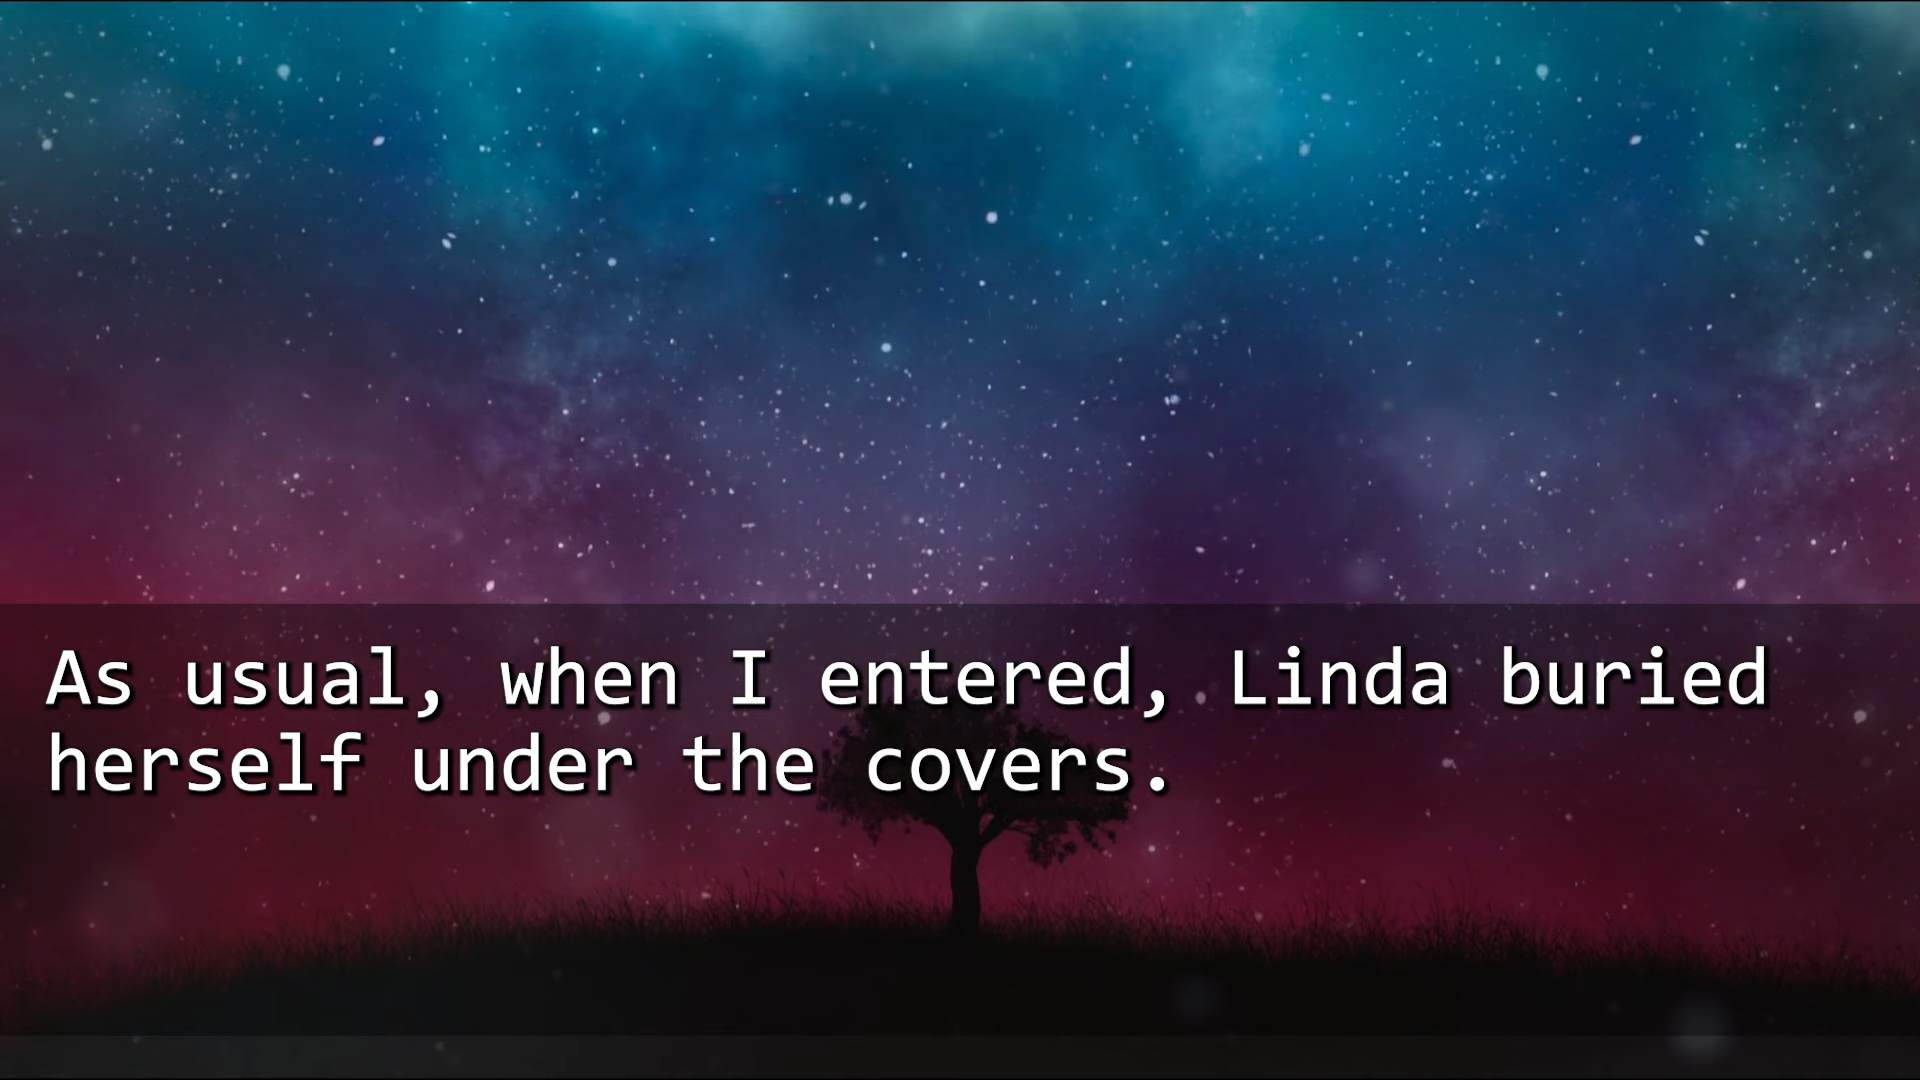 As usual, when I entered, Linda buried
herself under the covers.